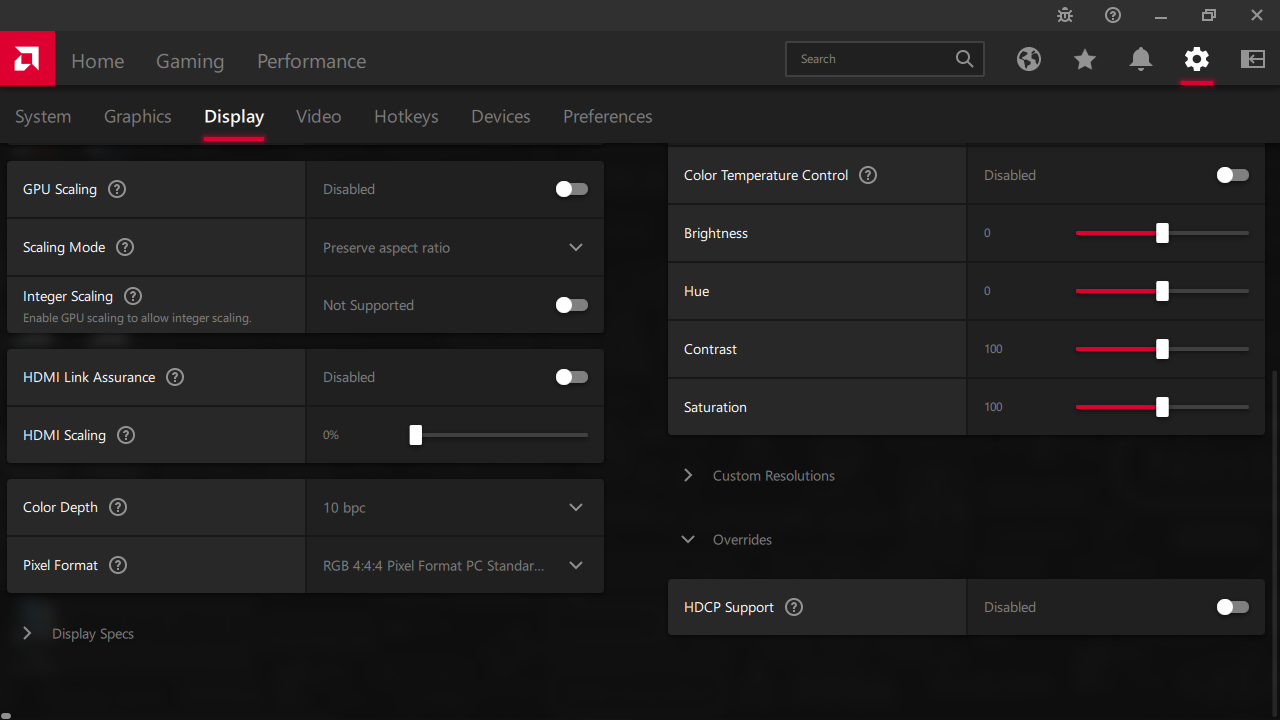 Home
Gaming
Performance
Search
System
Graphics
Display
Video
Hotkeys
Devices
Preferences
GPU Scaling
Disabled
Scaling Mode
Preserve aspect ratio
Integer Scaling
Enable GPU scaling to allow integer scaling.
Not Supported
HDMI Link Assurance
Disabled
HDMI Scaling
0%
Color Depth
10 bpc
Pixel Format
RGB 4:4:4 Pixel Format PC Standar...
Display Specs
Color Temperature Control
Disabled
Brightness
0
Hue
0
Contrast
100
Saturation
100
Custom Resolutions
Overrides
HDCP Support
Disabled